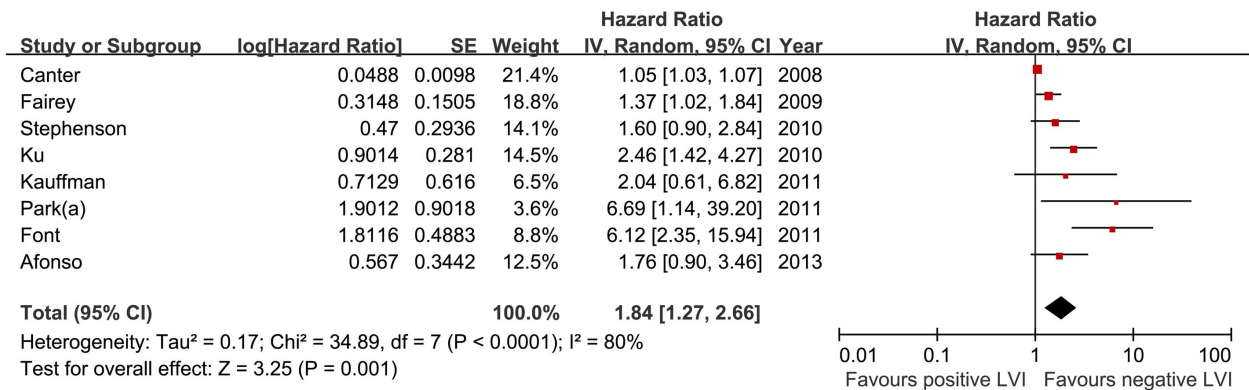 Hazard Ratio Hazard Ratio
Study or Subgroup log[Hazard Ratio] SE Weight IV, Random, 95% CI Year IV, Random, 95% CI
Canter 0.0488 0.0098 21.4% 1.05 [1.03, 1.07] 2008
Fairey 0.3148 0.1505 18.8% 1.37 [1.02, 1.84] 2009
Stephenson 0.47 0.2936 14.1% 1.60 [0.90, 2.84] 2010
Ku 0.9014 0.281 14.5% 2.46 [1.42, 4.27] 2010
Kauffman 0.7129 0.616 6.5% 2.04 [0.61, 6.82] 2011
Park(a) 1.9012 0.9018 3.6% 6.69 [1.14, 39.20] 2011
Font 1.8116 0.4883 8.8% 6.12 [2.35, 15.94] 2011
Afonso 0.567 0.3442 12.5% 1.76 [0.90, 3.46] 2013
Total (95% CI) 100.0% 1.84 [1.27, 2.66]
Heterogeneity: Tau² = 0.17; Chi² = 34.89, df = 7 (P < 0.0001); I² = 80%
Test for overall effect: Z = 3.25 (P = 0.001)
0.01 0.1 1 10 100
Favours positive LVI Favours negative LVI